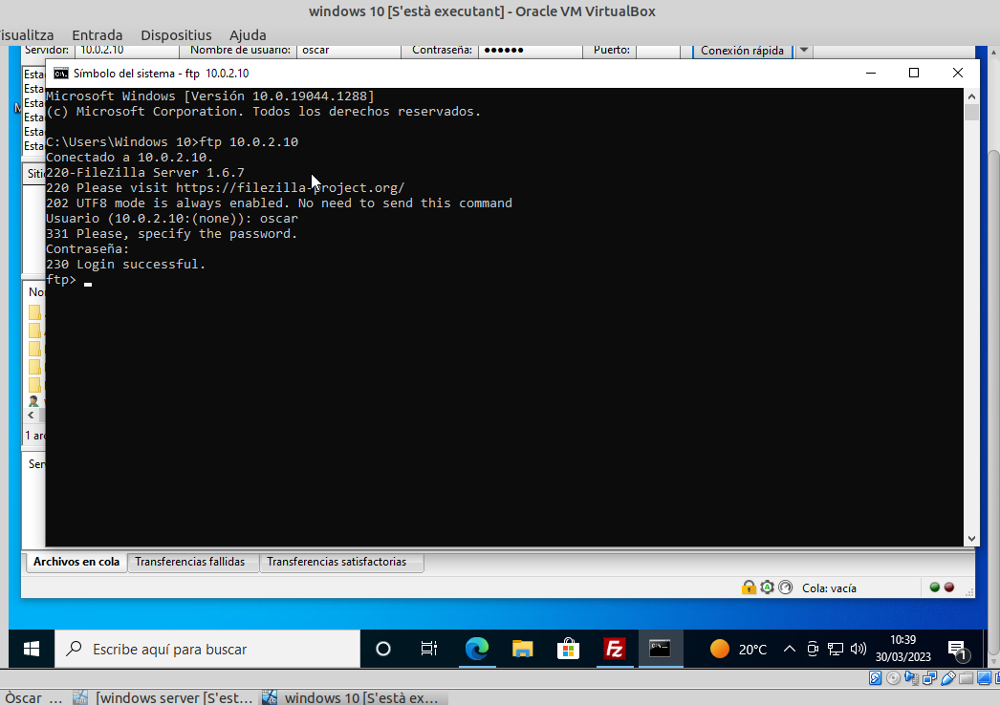 windows 10 [S'està executant] - Oracle VM VirtualBox
isualitza Entrada Dispositius Ajuda
Servidor: 10.0.2.10 Nombre de usuario: oscar Contraseña: ●●●●●● Puerto: Conexión rápida
Símbolo del sistema - ftp 10.0.2.10
Esta
Esta
Esta
Esta
Esta
Esta
Microsoft Windows [Versión 10.0.19044.1288]
(c) Microsoft Corporation. Todos los derechos reservados.
C:\Users\Windows 10>ftp 10.0.2.10
Conectado a 10.0.2.10.
220-FileZilla Server 1.6.7
220 Please visit https://filezilla-project.org/
202 UTF8 mode is always enabled. No need to send this command
Usuario (10.0.2.10:(none)): oscar
331 Please, specify the password.
Contraseña:
230 Login successful.
ftp>
Siti
No
1 ar
Ser
Archivos en cola Transferencias fallidas Transferencias satisfactorias
Cola: vacía
Escribe aquí para buscar
20°C
10:39
30/03/2023
1
Òscar ... [windows server [S'est... windows 10 [S'està ex...